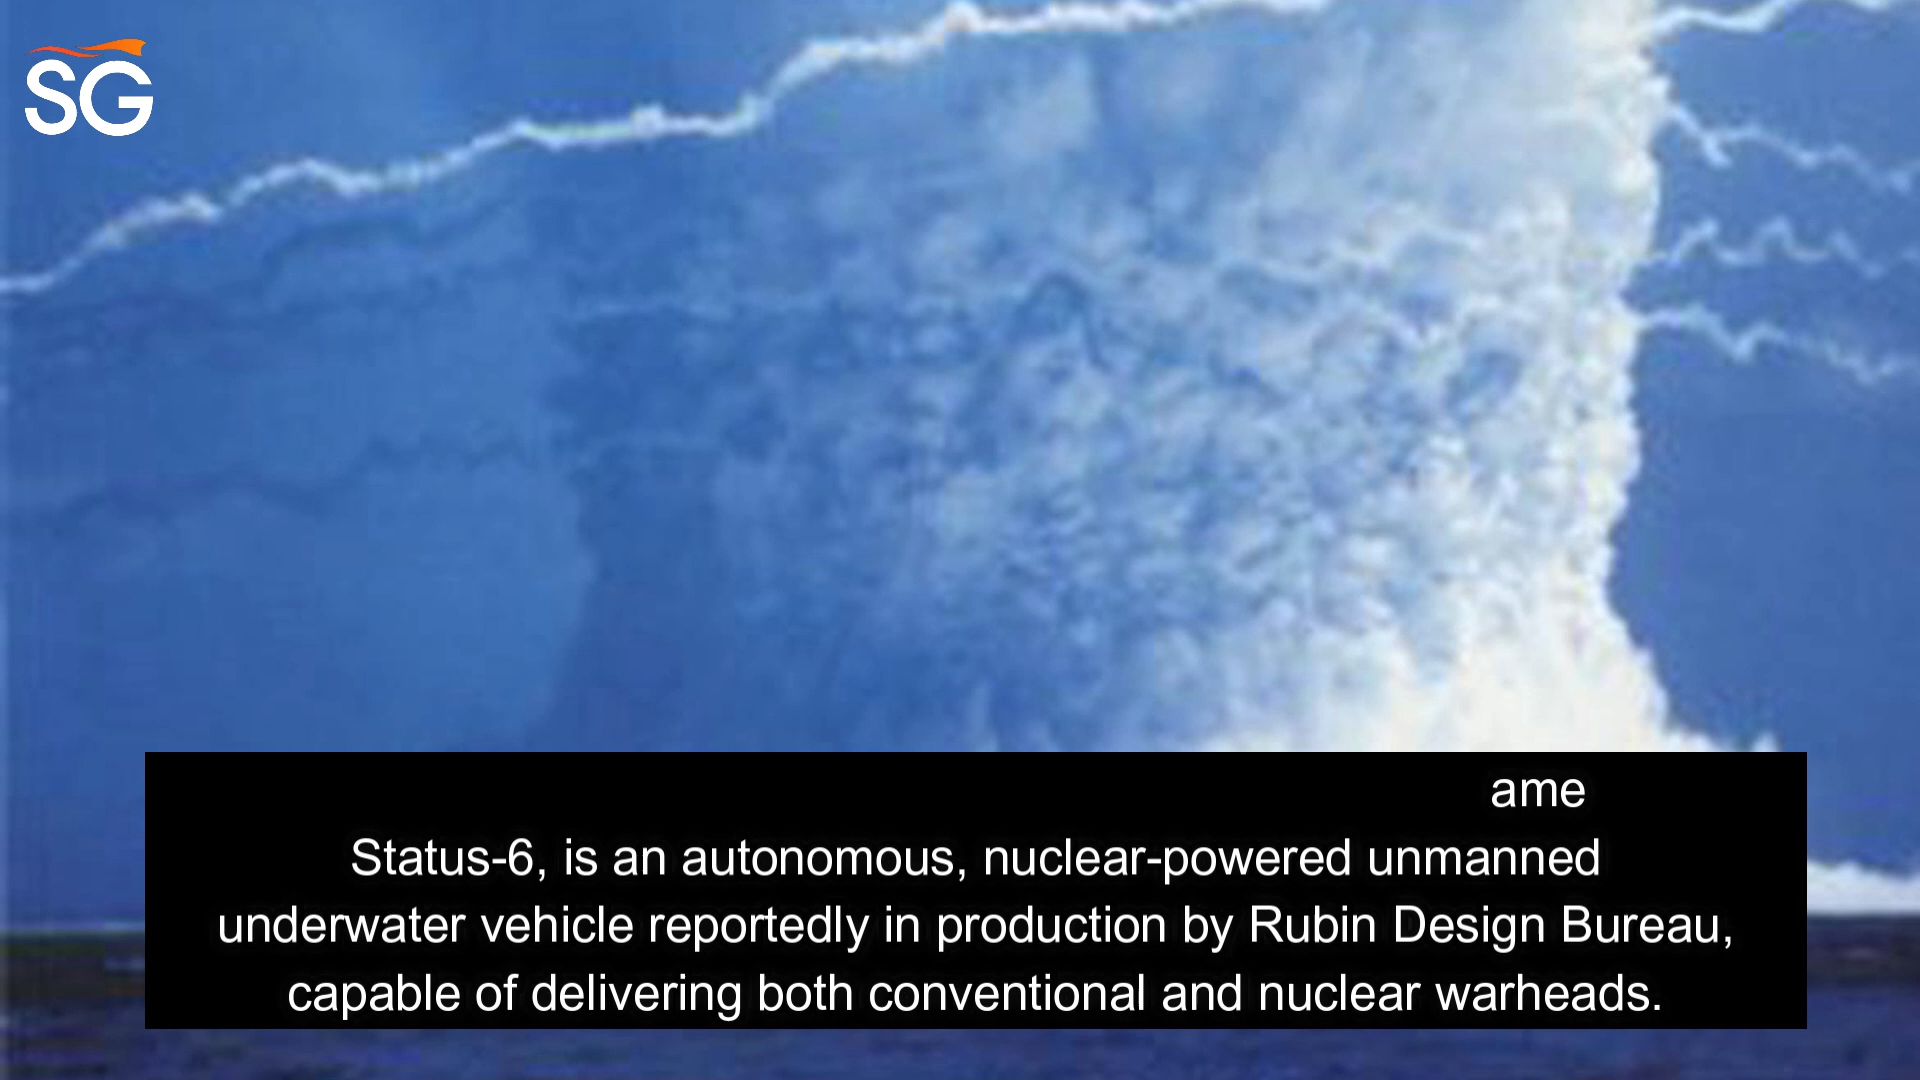 SG
ame
Status-6, is an autonomous, nuclear-powered unmanned
underwater vehicle reportedly in production by Rubin Design Bureau,
capable of delivering both conventional and nuclear warheads.